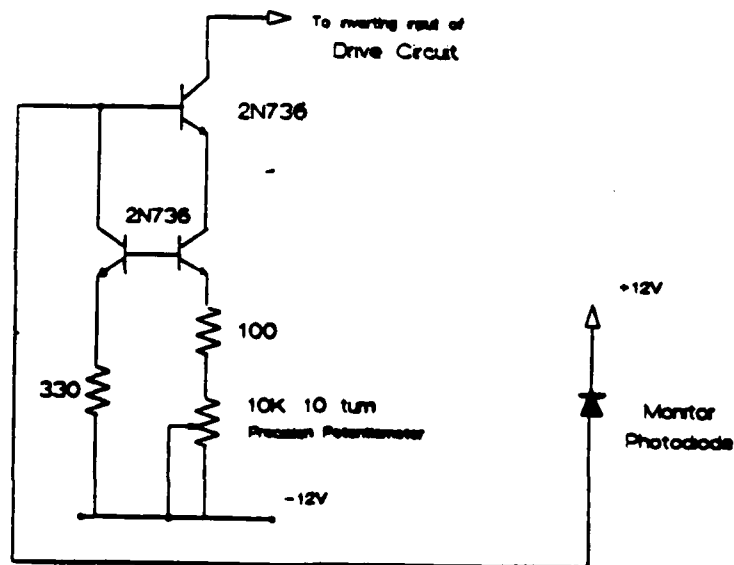 To inverting input of
Drive Circuit
2N736
2N736
+12V
100
330
10K 10 turn
Precision Potentiometer
Monitor
Photodiode
-12V